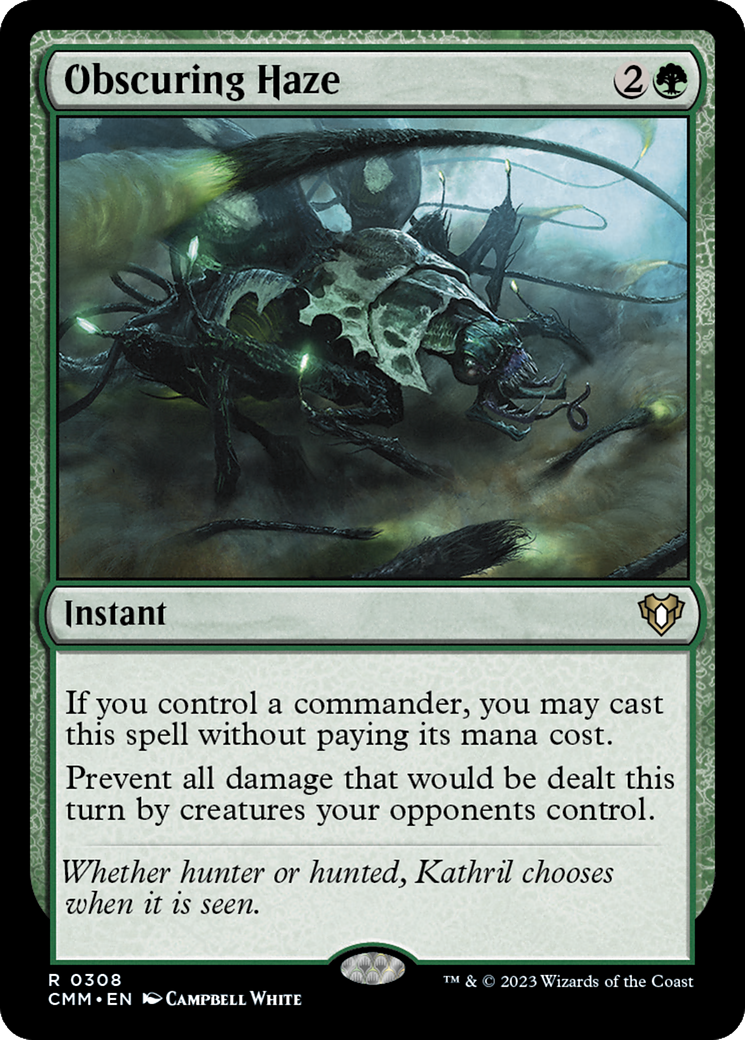 Obscuring Haze 2
Instant
If you control a commander, you may cast
this spell without paying its mana cost.
Prevent all damage that would be dealt this
turn by creatures your opponents control.
Whether hunter or hunted, Kathril chooses
when it is seen.
R 0308
CMM • EN Campbell White
™ & © 2023 Wizards of the Coast